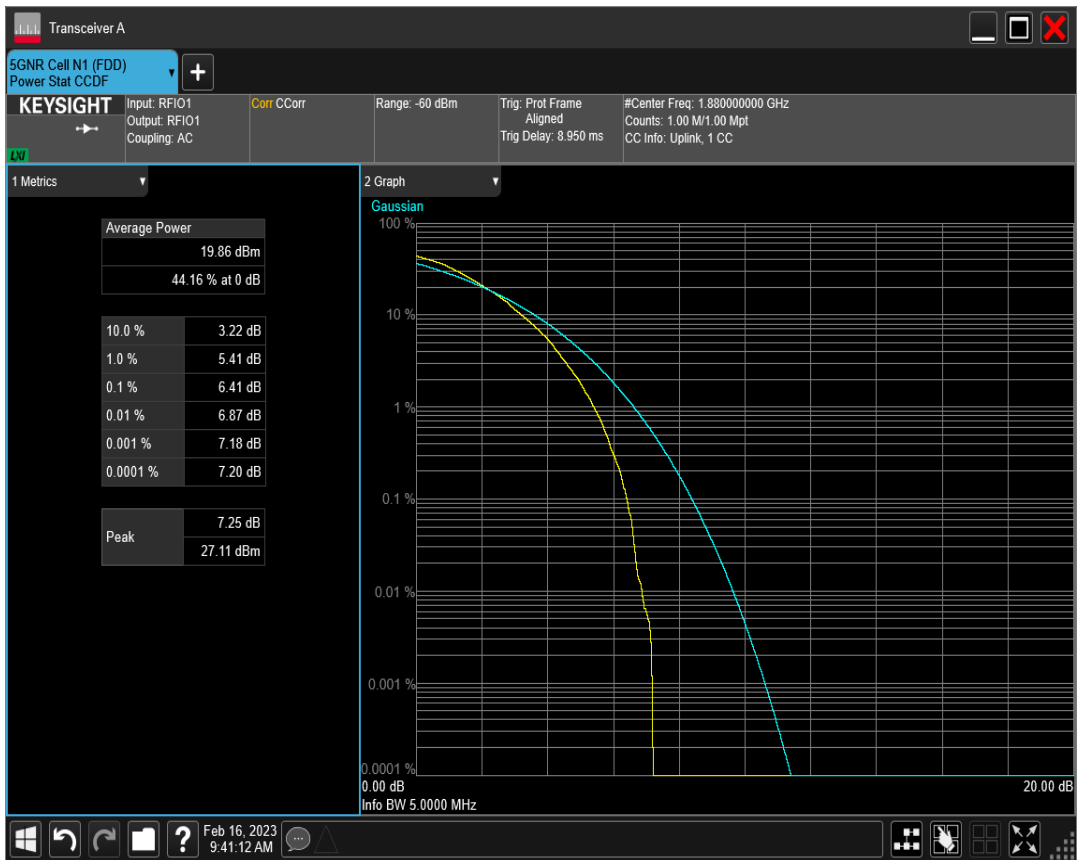 Transceiver A
5GNR Cell N1 (FDD)
Power Stat CCDF
KEYSIGHT
LXI
Input: RFIO1
Output: RFIO1
Coupling: AC
Corr CCorr
Range: -60 dBm
Trig: Prot Frame
Aligned
Trig Delay: 8.950 ms
#Center Freq: 1.880000000 GHz
Counts: 1.00 M/1.00 Mpt
CC Info: Uplink, 1 CC
1 Metrics
Average Power
19.86 dBm
44.16 % at 0 dB
10.0 % 3.22 dB
1.0 % 5.41 dB
0.1 % 6.41 dB
0.01 % 6.87 dB
0.001 % 7.18 dB
0.0001 % 7.20 dB
Peak 7.25 dB
27.11 dBm
2 Graph
Gaussian
100 %
10 %
1 %
0.1 %
0.01 %
0.001 %
0.0001 %
0.00 dB 20.00 dB
Info BW 5.0000 MHz
? Feb 16, 2023
9:41:12 AM